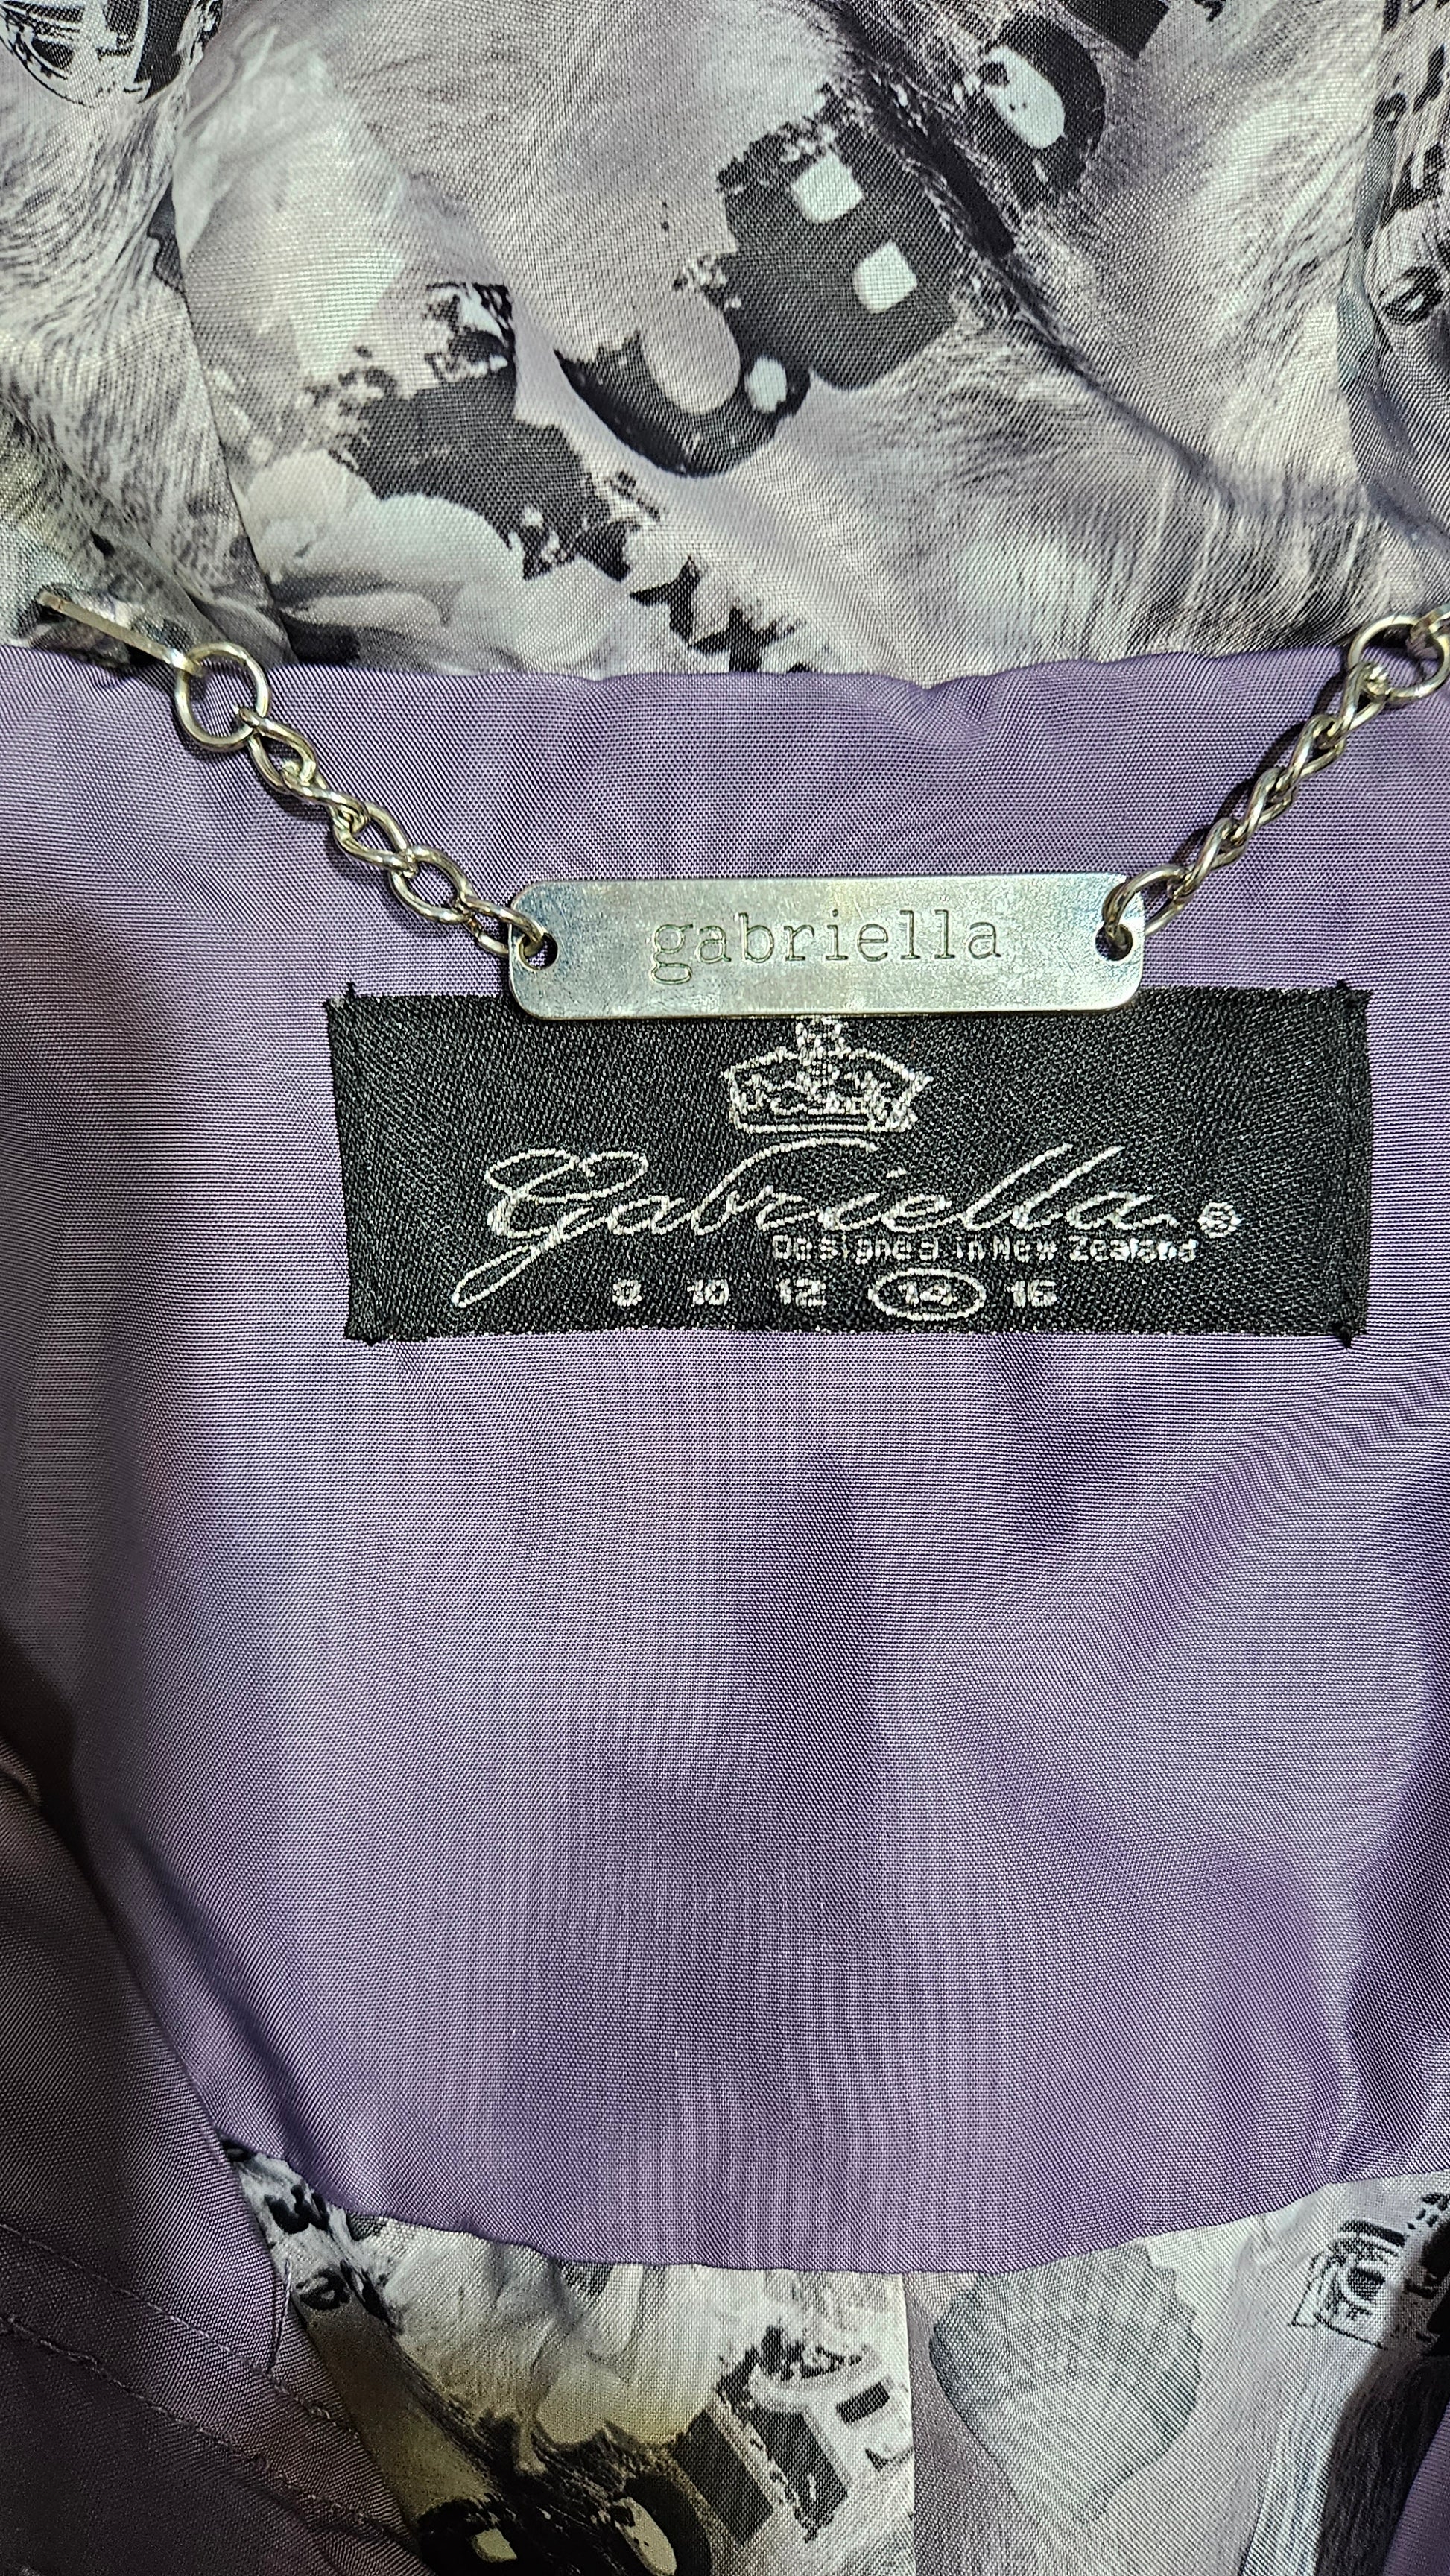 gabriella
Gabriella®
Designed in New Zealand
8 10 12 14 16